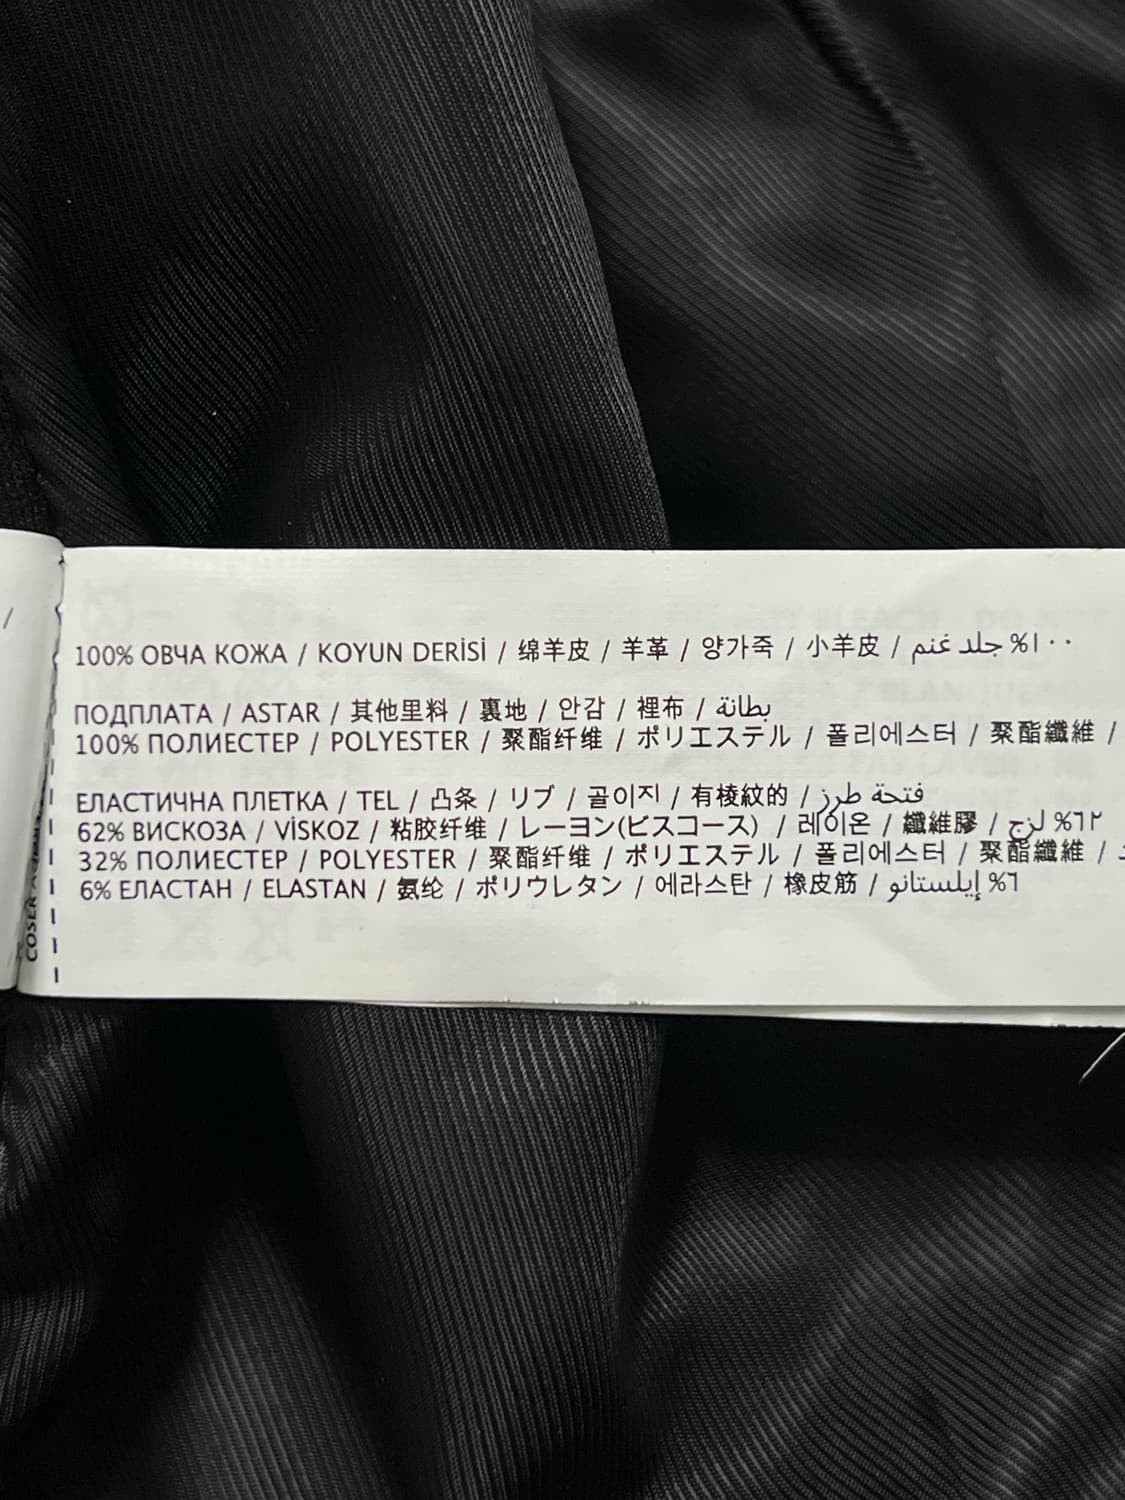 100% ОВЧА КОЖА / KOYUN DERİSİ / 绵羊皮 / 羊革 / 양가죽 / 小羊皮 / جلد غنم %١٠٠
ПОДПЛАТА / ASTAR / 其他里料 / 裏地 / 안감 / 裡布 / بطانة
100% ПОЛИЕСТЕР / POLYESTER / 聚酯纤维 / ポリエステル / 폴리에스터 / 聚酯纖維 /
ЕЛАСТИЧНА ПЛЕТКА / TEL / 凸条 / リブ / 골이지 / 有棱紋的 / فتحة طرز
62% ВИСКОЗА / VİSKOZ / 粘胶纤维 / レーヨン(ビスコース) / 레이온 / 纖維膠 / لزج %٦٢
32% ПОЛИЕСТЕР / POLYESTER / 聚酯纤维 / ポリエステル / 폴리에스터 / 聚酯纖維 /
6% ЕЛАСТАН / ELASTAN / 氨纶 / ポリウレタン / 에라스탄 / 橡皮筋 / إيلستانو %٦
COSER